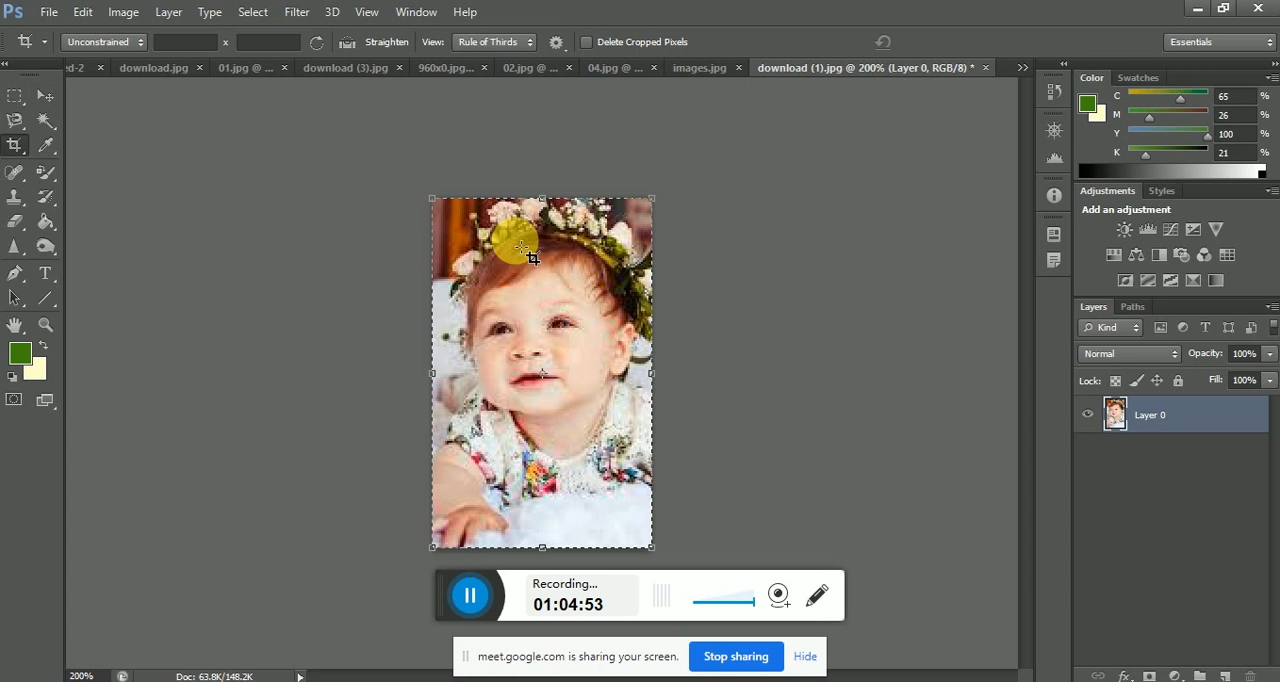 Ps File Edit Image Layer Type Select Filter 3D View Window Help
Unconstrained x Straighten View: Rule of Thirds Delete Cropped Pixels Essentials
ed-2 × download.jpg × 01.jpg @ ... × download (3).jpg × 960x0.jpg... × 02.jpg @ ... × 04.jpg @ ... × images.jpg × download (1).jpg @ 200% (Layer 0, RGB/8) * × >>
Color Swatches
C 65 %
M 26 %
Y 100 %
K 21 %
Adjustments Styles
Add an adjustment
Layers Paths
Kind
Normal Opacity: 100%
Lock: Fill: 100%
Layer 0
Recording...
01:04:53
meet.google.com is sharing your screen. Stop sharing Hide
200% Doc: 63.8K/148.2K